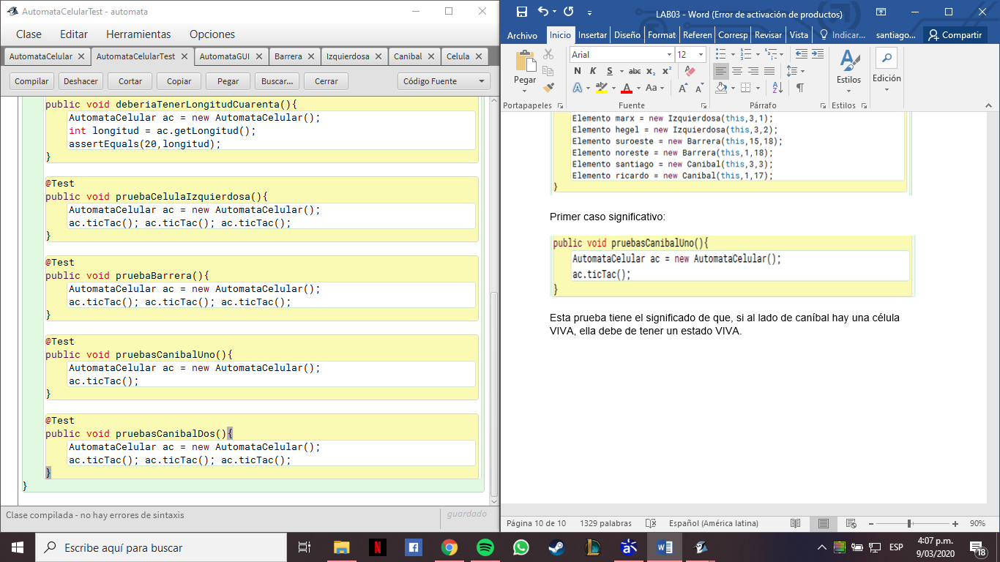 AutomataCelularTest - automata
Clase Editar Herramientas Opciones
AutomataCelular AutomataCelularTest AutomataGUI Barrera Izquierdosa Canibal Celula
Compilar Deshacer Cortar Copiar Pegar Buscar... Cerrar Código Fuente
public void deberiaTenerLongitudCuarenta(){
AutomataCelular ac = new AutomataCelular();
int longitud = ac.getLongitud();
assertEquals(20,longitud);
}
@Test
public void pruebaCelulaIzquierdosa(){
AutomataCelular ac = new AutomataCelular();
ac.ticTac(); ac.ticTac(); ac.ticTac();
}
@Test
public void pruebaBarrera(){
AutomataCelular ac = new AutomataCelular();
ac.ticTac(); ac.ticTac(); ac.ticTac();
}
@Test
public void pruebasCanibalUno(){
AutomataCelular ac = new AutomataCelular();
ac.ticTac();
}
@Test
public void pruebasCanibalDos(){
AutomataCelular ac = new AutomataCelular();
ac.ticTac(); ac.ticTac(); ac.ticTac();
}
}
Clase compilada - no hay errores de sintaxis
guardado
LAB03 - Word (Error de activación de productos)
Archivo Inicio Insertar Diseño Format Referen Corresp Revisar Vista Indicar... santiago... Compartir
Pegar
Arial 12
N K S abc x₂ x²
A ab A Aa A A
Estilos
Edición
Portapapeles Fuente Párrafo Estilos
Elemento marx = new Izquierdosa(this,3,1);
Elemento hegel = new Izquierdosa(this,3,2);
Elemento suroeste = new Barrera(this,15,18);
Elemento noreste = new Barrera(this,1,18);
Elemento santiago = new Canibal(this,3,3);
Elemento ricardo = new Canibal(this,1,17);
}
Primer caso significativo:
public void pruebasCanibalUno(){
AutomataCelular ac = new AutomataCelular();
ac.ticTac();
}
Esta prueba tiene el significado de que, si al lado de caníbal hay una célula
VIVA, ella debe de tener un estado VIVA.
Página 10 de 10 1329 palabras Español (América latina) 90%
Escribe aquí para buscar
ESP
4:07 p.m.
9/03/2020
18